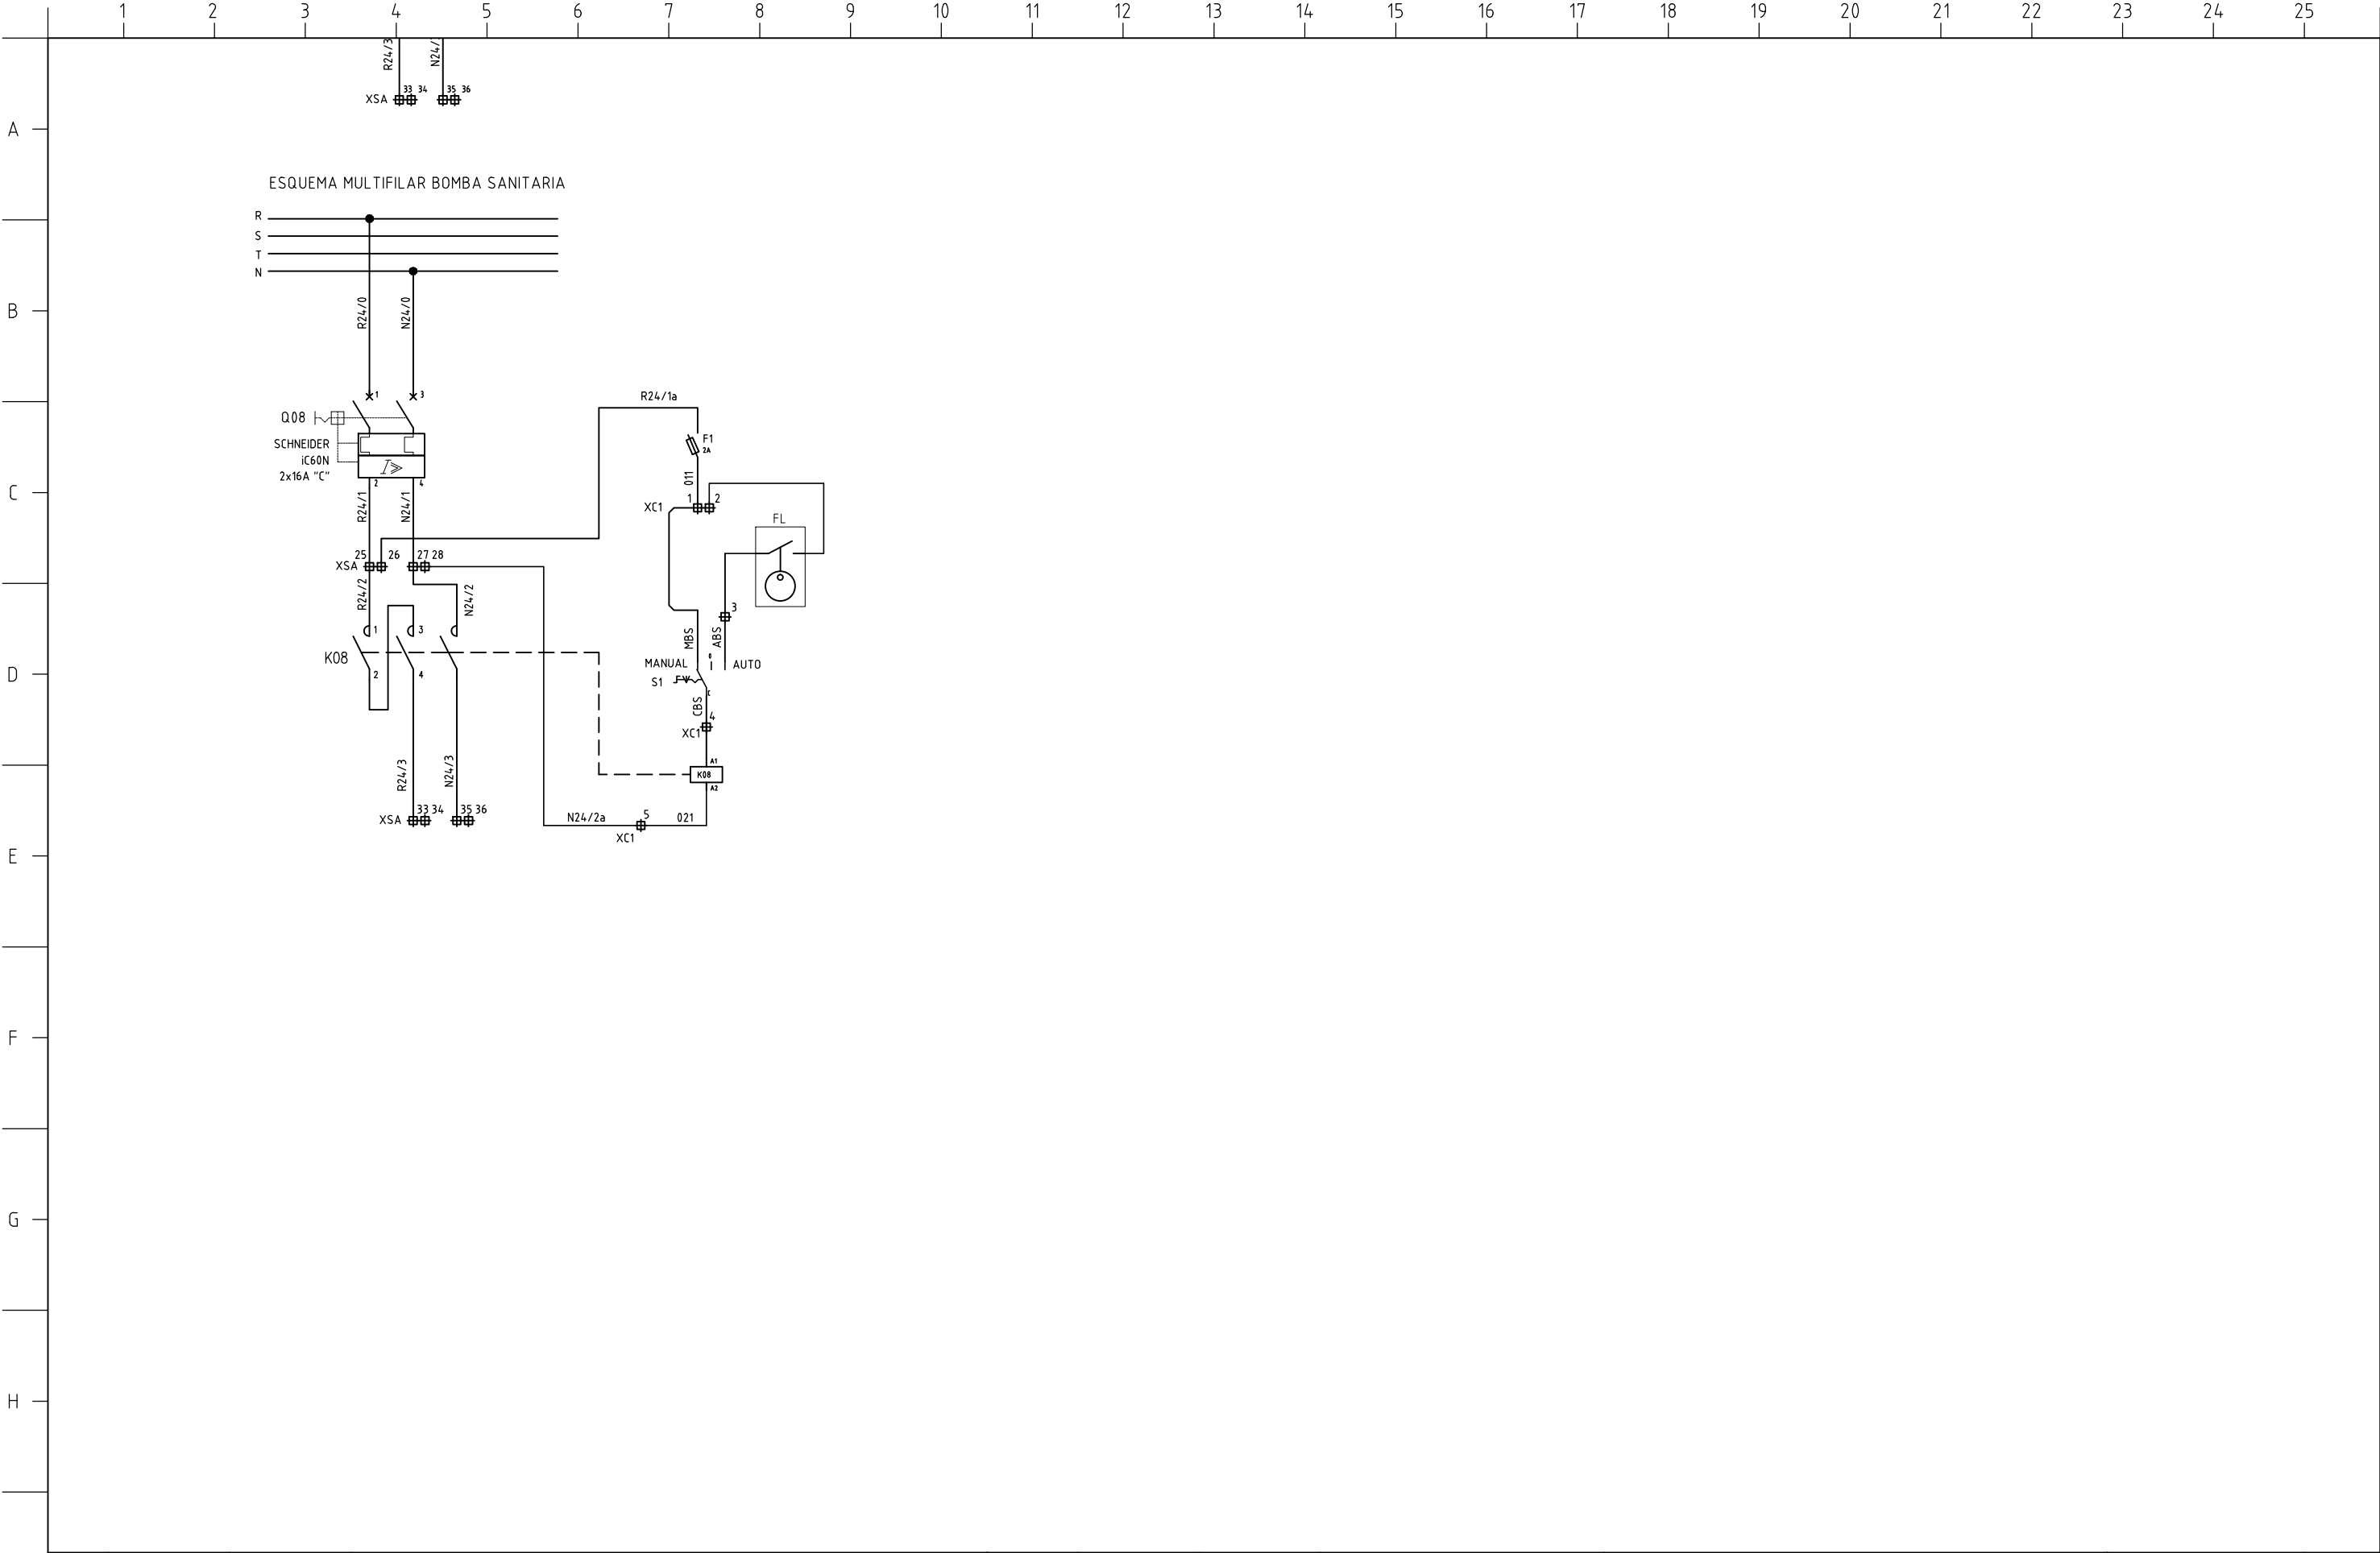 1 2 3 4 5 6 7 8 9 10 11 12 13 14 15 16 17 18 19 20 21 22 23 24 25
R24/3 N24/
XSA 33 34 35 36
A
ESQUEMA MULTIFILAR BOMBA SANITARIA
R
S
T
N
B
R24/0 N24/0
1 3
R24/1a
Q08
SCHNEIDER
iC60N
2x16A "C"
I>
2 4
F1
2A
011
C
R24/1 N24/1
XC1 1 2
FL
XSA 25 26 27 28
R24/2 N24/2
1 3
3
K08
2 4
MBS ABS
0
D
MANUAL AUTO
S1
C
CBS
4
XC1
R24/3 N24/3
A1
K08
A2
XSA 33 34 35 36
N24/2a 5 021
XC1
E
F
G
H